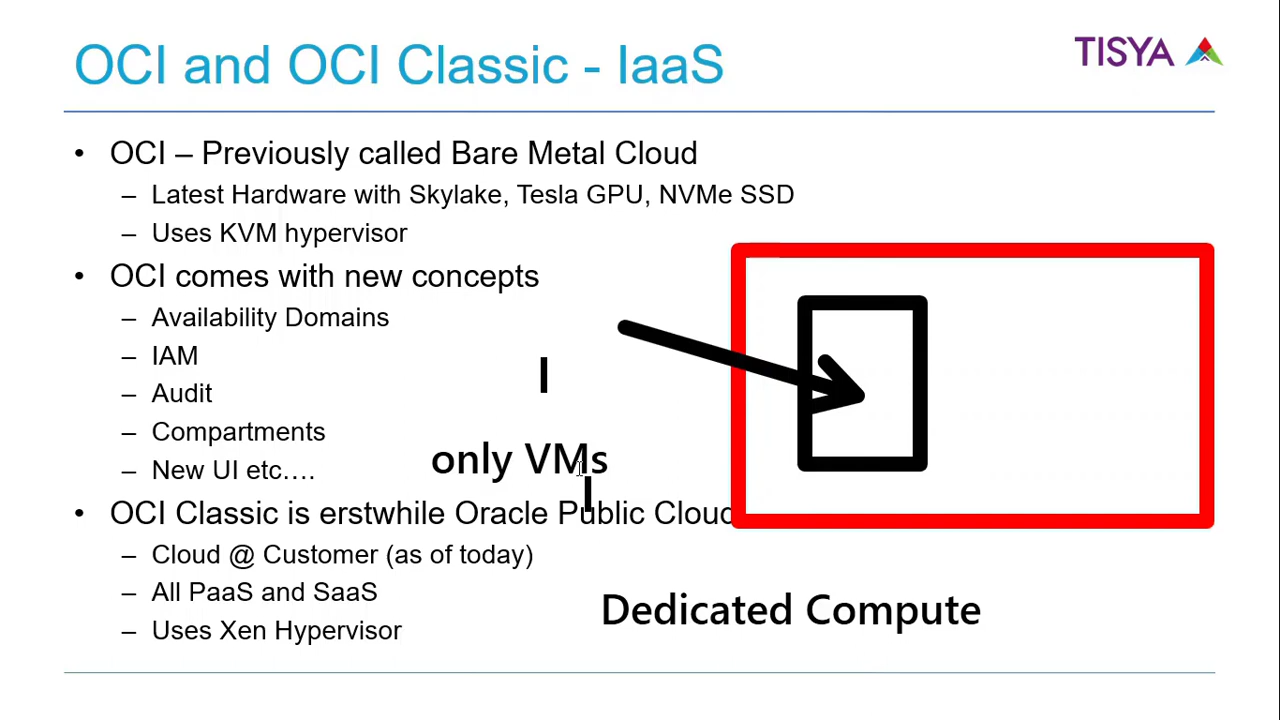 OCI and OCI Classic - IaaS
TISYA
• OCI – Previously called Bare Metal Cloud
– Latest Hardware with Skylake, Tesla GPU, NVMe SSD
– Uses KVM hypervisor
• OCI comes with new concepts
– Availability Domains
– IAM
– Audit
– Compartments
– New UI etc….
only VMs
• OCI Classic is erstwhile Oracle Public Cloud
– Cloud @ Customer (as of today)
– All PaaS and SaaS
– Uses Xen Hypervisor
Dedicated Compute